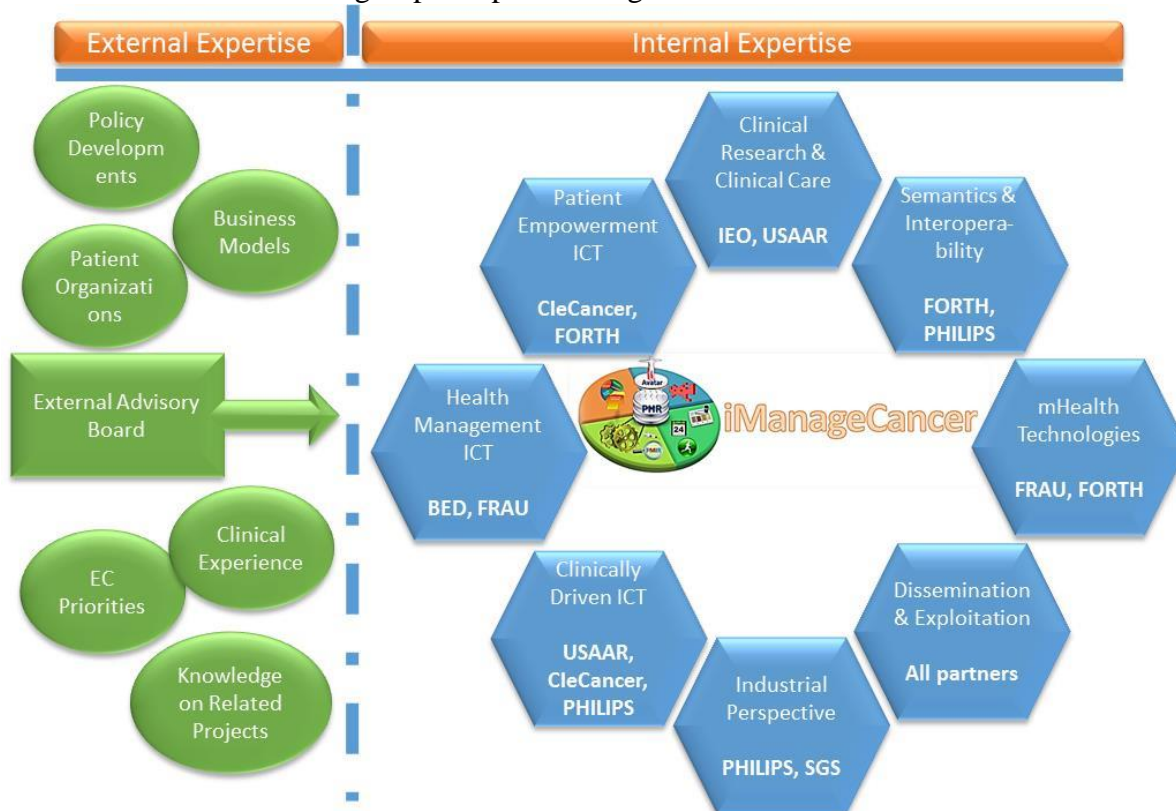 External Expertise
Internal Expertise
Policy
Developm
ents
Business
Models
Patient
Organizati
ons
External Advisory
Board
Clinical
Experience
EC
Priorities
Knowledge
on Related
Projects
Clinical
Research &
Clinical Care
IEO, USAAR
Patient
Empowerment
ICT
CleCancer,
FORTH
Semantics &
Interopera-
bility
FORTH,
PHILIPS
Health
Management
ICT
BED, FRAU
Avatar
PHR
24
iManageCancer
mHealth
Technologies
FRAU, FORTH
Clinically
Driven ICT
USAAR,
CleCancer,
PHILIPS
Industrial
Perspective
PHILIPS, SGS
Dissemination
& Exploitation
All partners